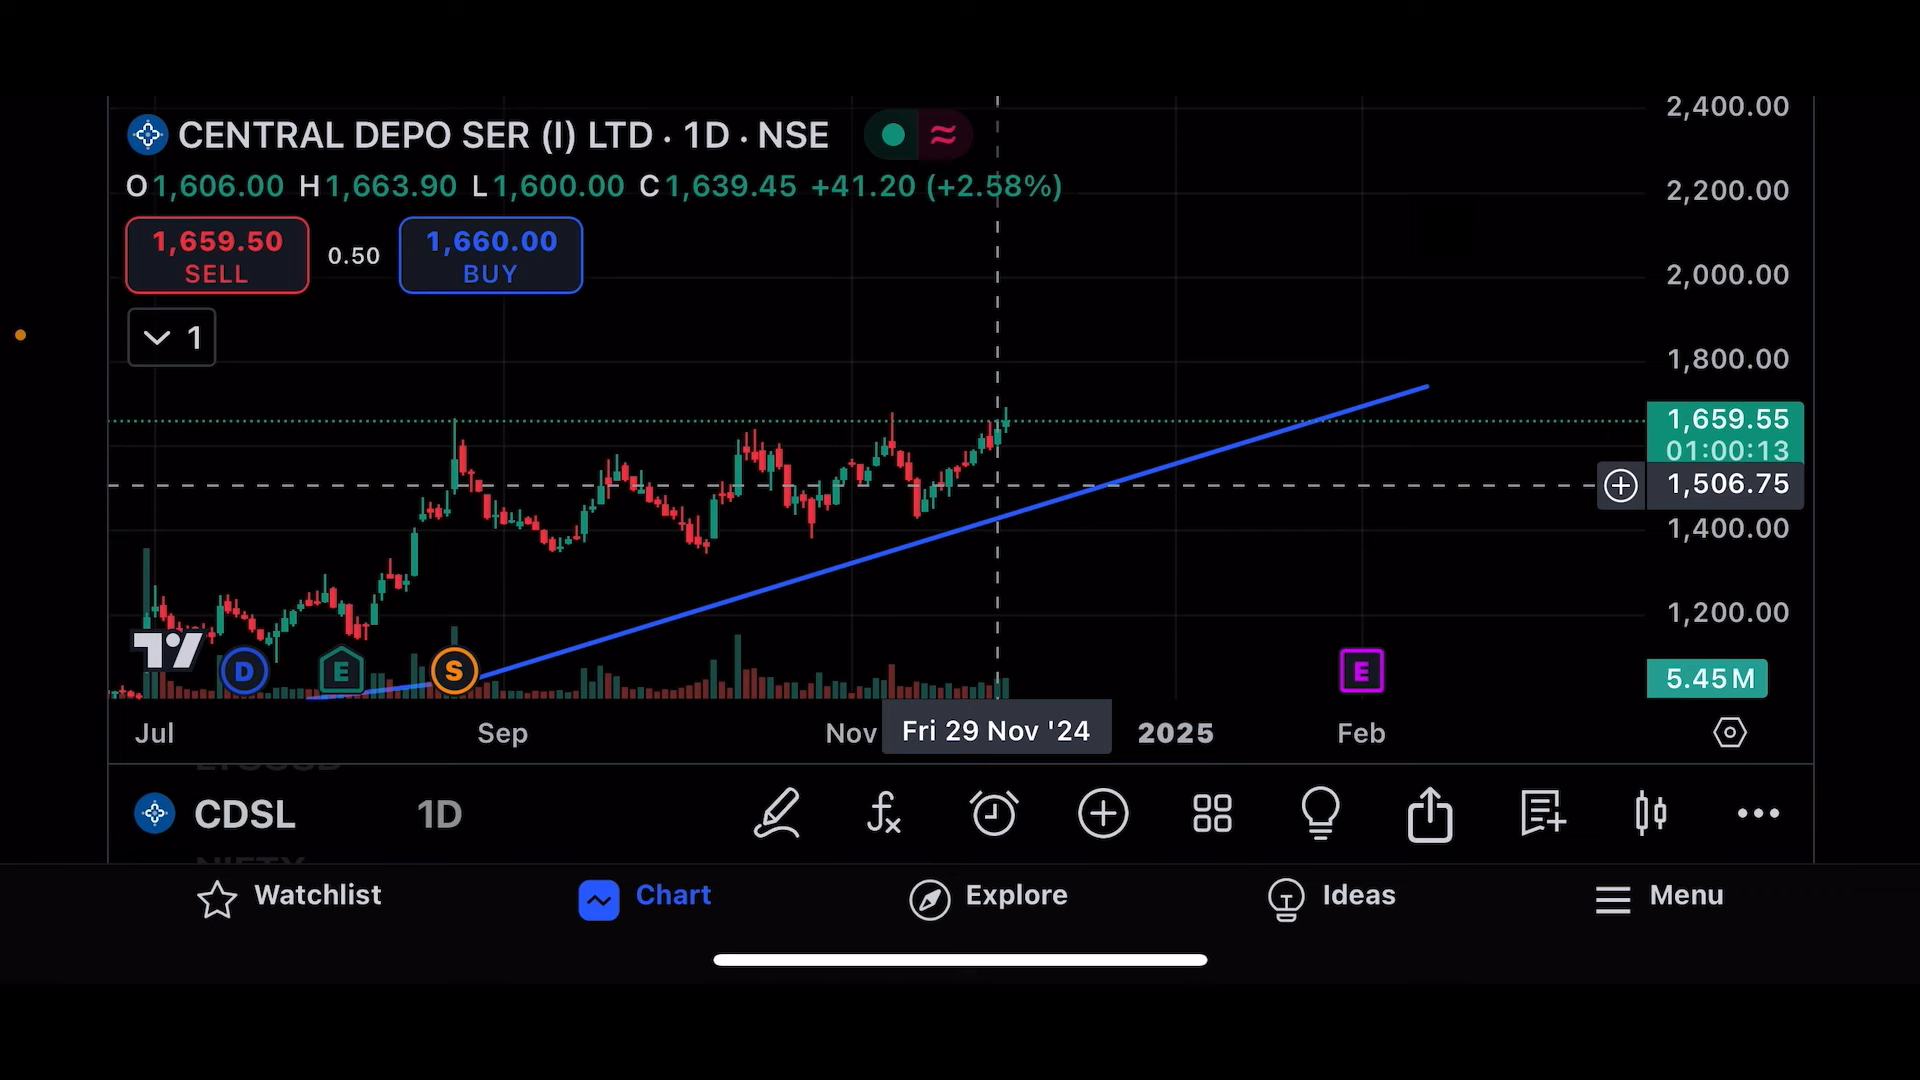 CENTRAL DEPO SER (I) LTD · 1D · NSE
O1,606.00 H1,663.90 L1,600.00 C1,639.45 +41.20 (+2.58%)
1,659.50
SELL
0.50
1,660.00
BUY
1
2,400.00
2,200.00
2,000.00
1,800.00
1,659.55
01:00:13
1,506.75
1,400.00
1,200.00
5.45M
D
E
S
E
Jul
Sep
Nov
Fri 29 Nov '24
2025
Feb
CDSL
1D
NIFTY
Watchlist
Chart
Explore
Ideas
Menu